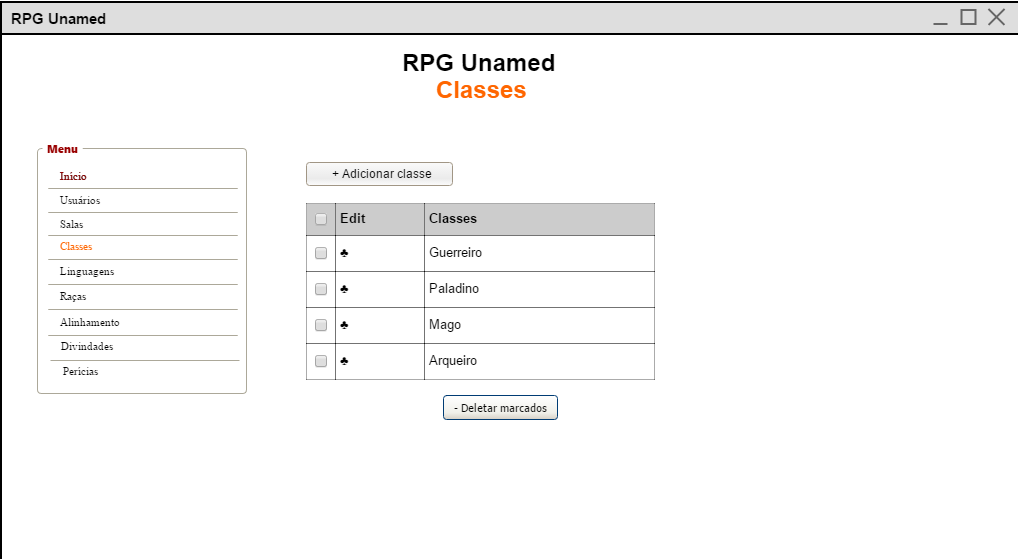 RPG Unamed
RPG Unamed
Classes
Menu
Início
Usuários
Salas
Classes
Linguagens
Raças
Alinhamento
Divindades
Perícias
+ Adicionar classe
Edit Classes
♣ Guerreiro
♣ Paladino
♣ Mago
♣ Arqueiro
- Deletar marcados